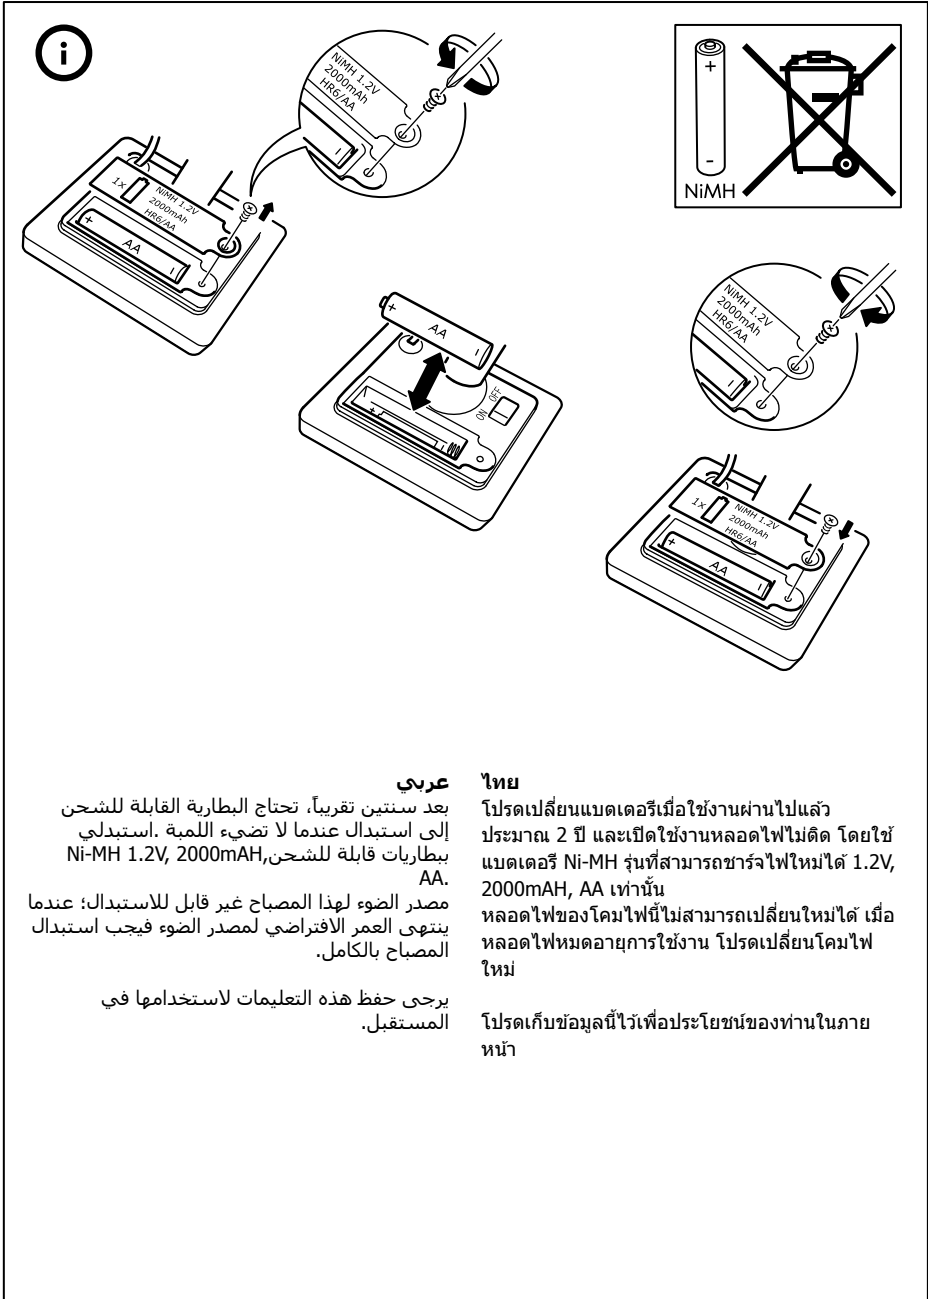 i
NiMH 1.2V
2000mAh
HR6/AA
+
-
NiMH
1x
NiMH 1.2V
2000mAh
HR6/AA
+
AA
-
+
AA
-
ON OFF
+
-
NiMH 1.2V
2000mAh
HR6/AA
1x
NiMH 1.2V
2000mAh
HR6/AA
+
AA
-
عربي
بعد سنتين تقريباً، تحتاج البطارية القابلة للشحن
إلى استبدال عندما لا تضيء اللمبة .استبدلي
ببطاريات قابلة للشحن,Ni-MH 1.2V, 2000mAH
AA.
مصدر الضوء لهذا المصباح غير قابل للاستبدال؛ عندما
ينتهى العمر الافتراضي لمصدر الضوء فيجب استبدال
المصباح بالكامل.
يرجى حفظ هذه التعليمات لاستخدامها في
المستقبل.
ไทย
โปรดเปลี่ยนแบตเตอรีเมื่อใช้งานผ่านไปแล้ว
ประมาณ 2 ปี และเปิดใช้งานหลอดไฟไม่ติด โดยใช้
แบตเตอรี Ni-MH รุ่นที่สามารถชาร์จไฟใหม่ได้ 1.2V,
2000mAH, AA เท่านั้น
หลอดไฟของโคมไฟนี้ไม่สามารถเปลี่ยนใหม่ได้ เมื่อ
หลอดไฟหมดอายุการใช้งาน โปรดเปลี่ยนโคมไฟ
ใหม่
โปรดเก็บข้อมูลนี้ไว้เพื่อประโยชน์ของท่านในภาย
หน้า